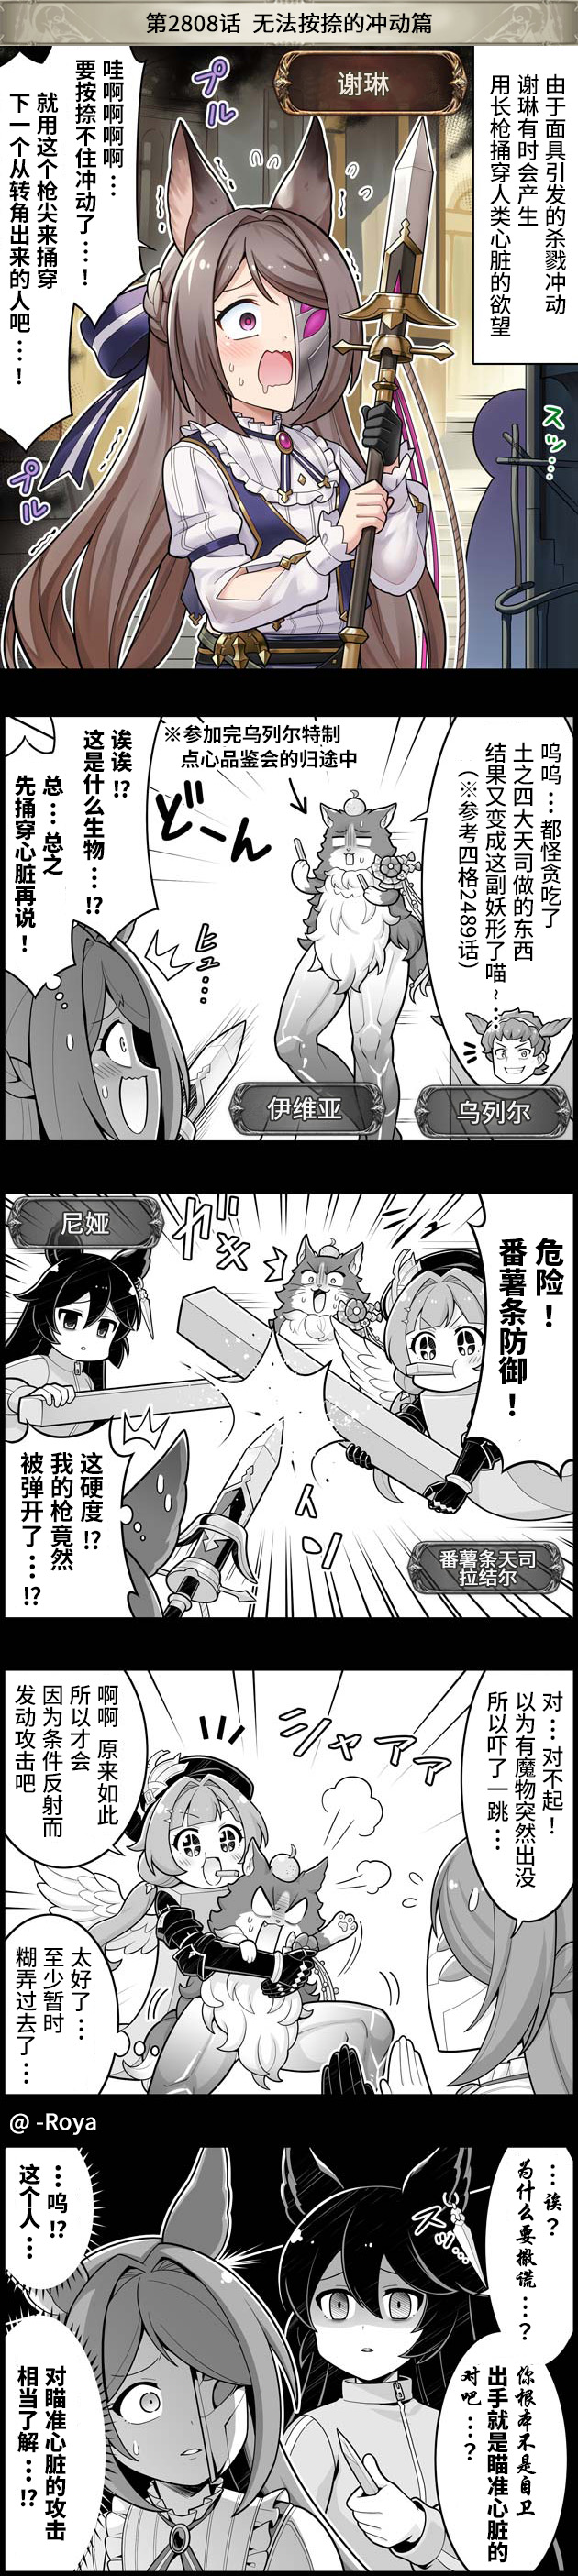 第2808话 无法按捺的冲动篇
由于面具引发的杀戮冲动
谢琳有时会产生
用长枪捅穿人类心脏的欲望
谢琳
プル
哇啊啊啊啊…
要按捺不住冲动了…！
就用这个枪尖来捅穿
下一个从转角出来的人吧…！
スッ…
プル
呜呜…都怪贪吃了
土之四大天司做的东西
结果又变成这副妖形了喵~…
（※参考四格2489话）
※参加完乌列尔特制
点心品鉴会的归途中
どーん
诶诶！?
这是什么生物…！?
总…总之
先捅穿心脏再说！
ヒュ…
伊维亚
乌列尔
危险！
番薯条防御！
ガキッ
尼娅
这硬度！?
我的枪竟然
被弹开了…！?
番薯条天司
拉结尔
对…对不起！
以为有魔物突然出没
所以吓了一跳…
シャアアア
啊啊 原来如此
所以才会
因为条件反射而
发动攻击吧
太好了…
至少暂时
糊弄过去了…
@ -Roya
…诶？
为什么要撒谎…？
スッ…
你根本不是自卫
出手就是瞄准心脏的
对吧…？
…呜！?
这个人…
对瞄准心脏的攻击
相当了解…！?